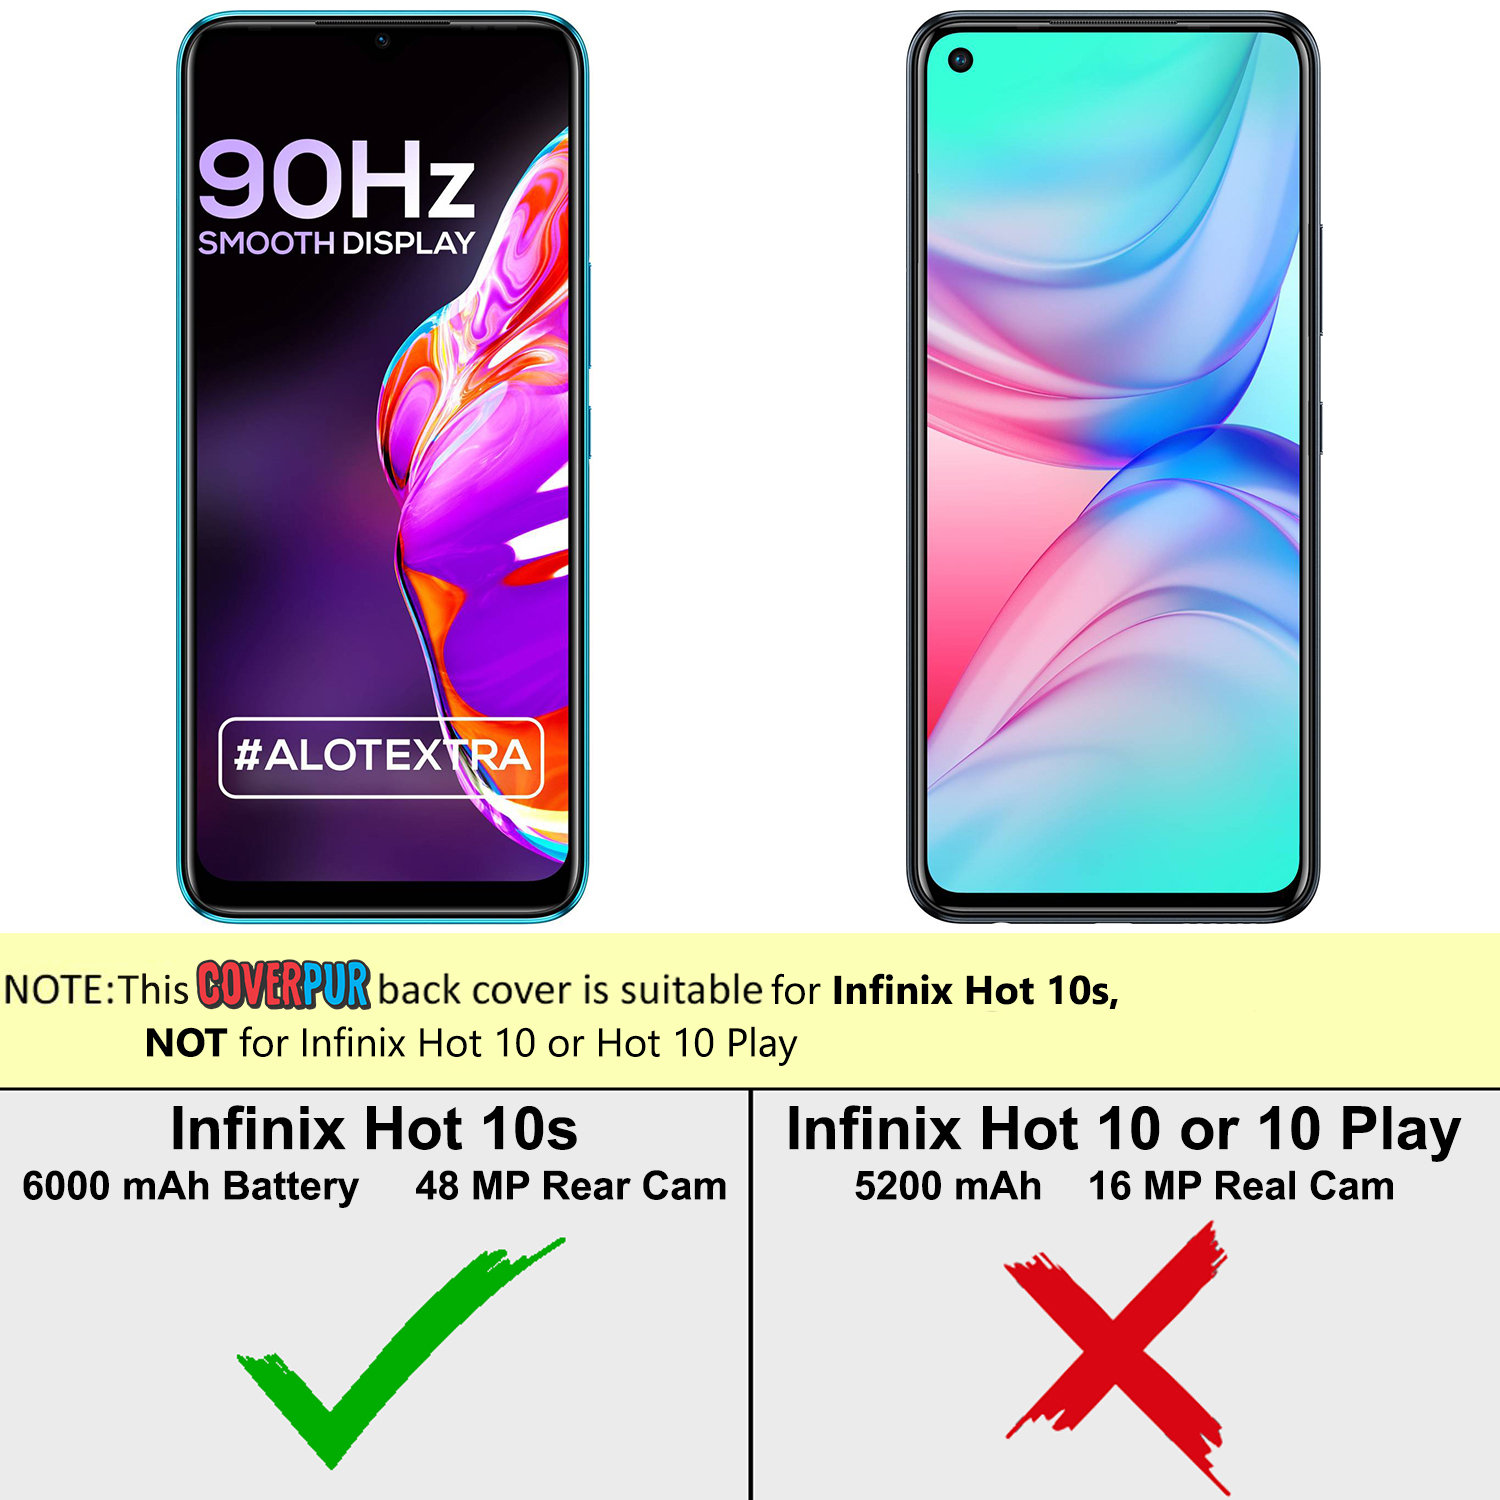 90Hz
SMOOTH DISPLAY
#ALOTEXTRA
NOTE:This COVERPUR back cover is suitable for Infinix Hot 10s,
NOT for Infinix Hot 10 or Hot 10 Play
Infinix Hot 10s
6000 mAh Battery 48 MP Rear Cam
Infinix Hot 10 or 10 Play
5200 mAh 16 MP Real Cam